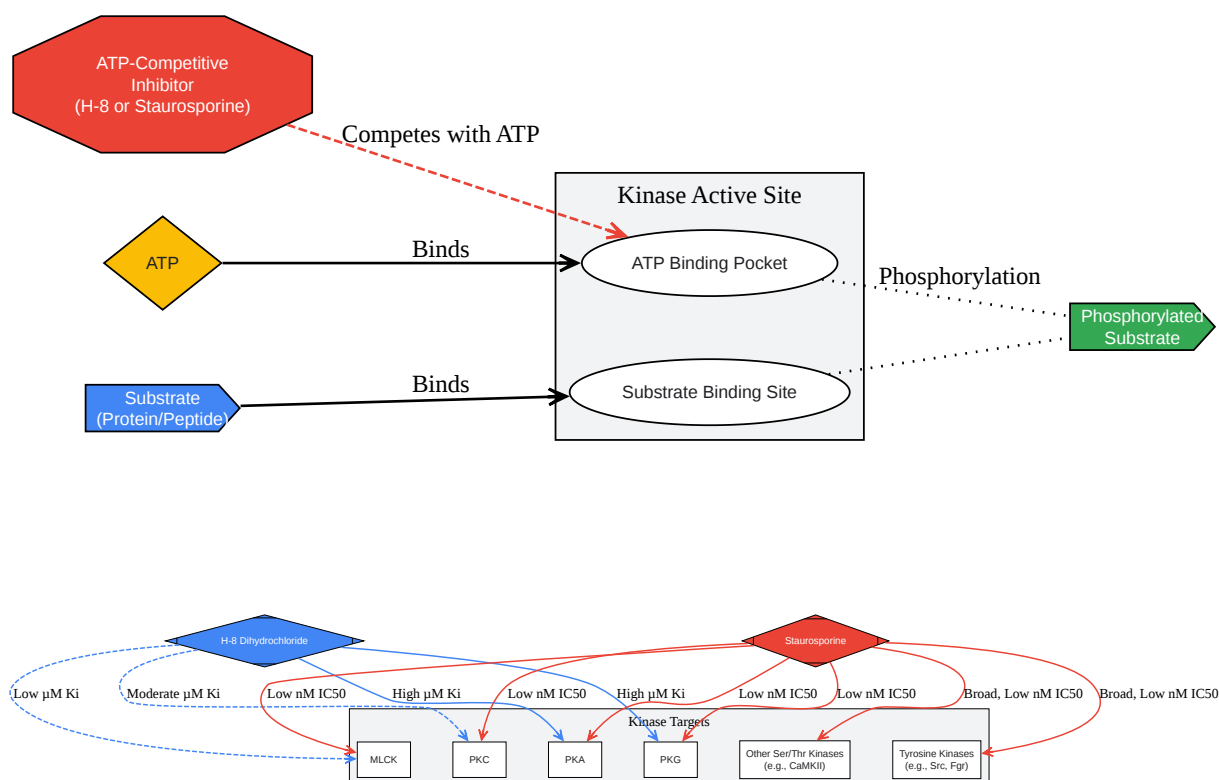 ATP-Competitive
Inhibitor
(H-8 or Staurosporine)
Competes with ATP
Kinase Active Site
ATP
Binds
ATP Binding Pocket
Phosphorylation
Phosphorylated
Substrate
Substrate
(Protein/Peptide)
Binds
Substrate Binding Site
H-8 Dihydrochloride
Staurosporine
Low µM Ki
Moderate µM Ki
Low nM IC50
High µM Ki
Low nM IC50
High µM Ki
Low nM IC50
Low nM IC50
Broad, Low nM IC50
Broad, Low nM IC50
Kinase Targets
MLCK
PKC
PKA
PKG
Other Ser/Thr Kinases
(e.g., CaMKII)
Tyrosine Kinases
(e.g., Src, Fgr)